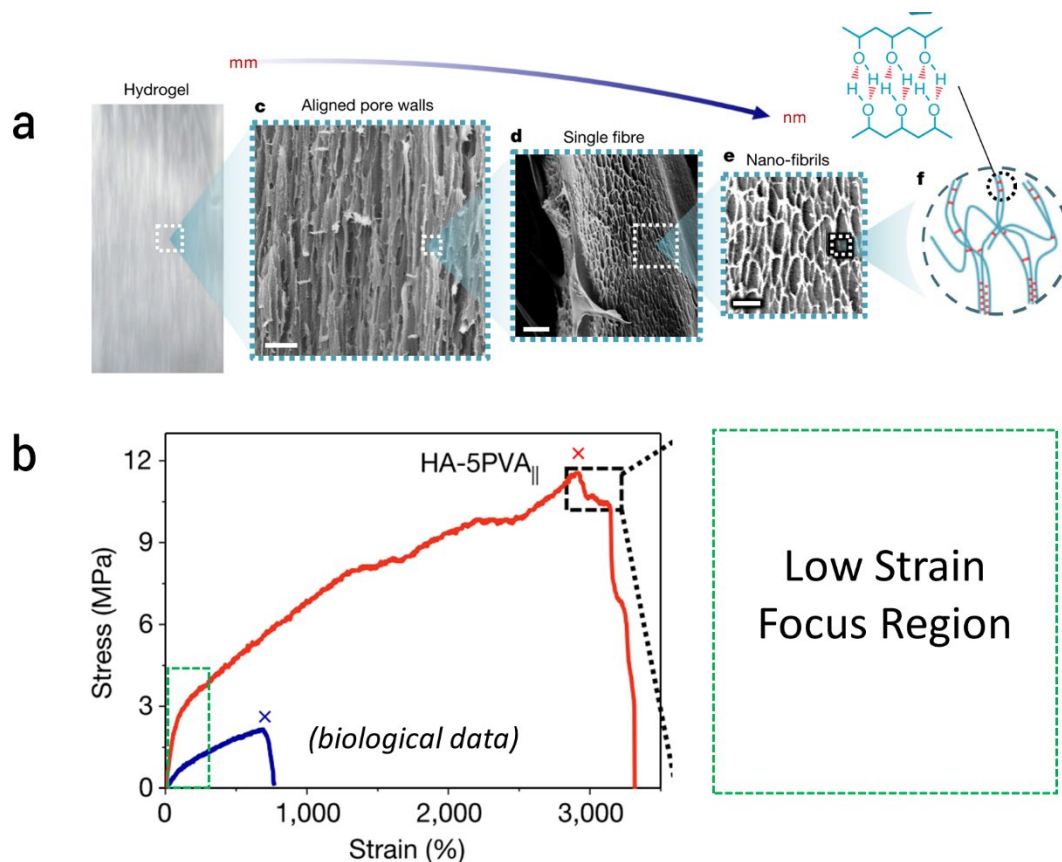 mm
nm
Hydrogel
a
c
Aligned pore walls
d
Single fibre
e
Nano-fibrils
f
O O O
H H H
H H H
O O O
b
12
9
6
3
0
Stress (MPa)
HA-5PVA||
×
×
(biological data)
0
1,000
2,000
3,000
Strain (%)
Low Strain
Focus Region